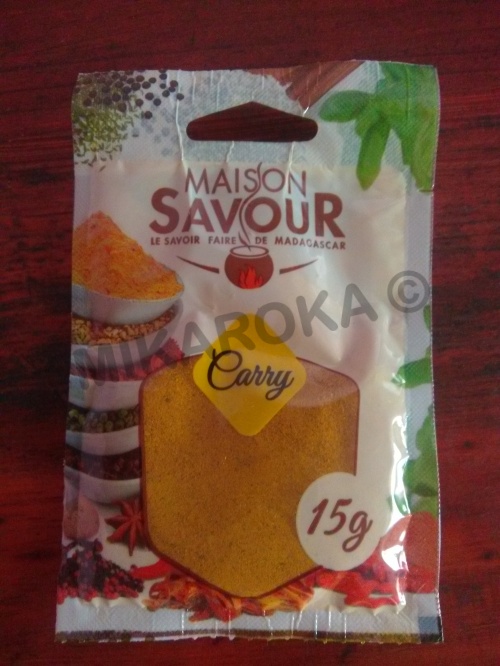 MAISON
SAVOUR
LE SAVOIR FAIRE DE MADAGASCAR
MIKAROKA ©
Carry
15g